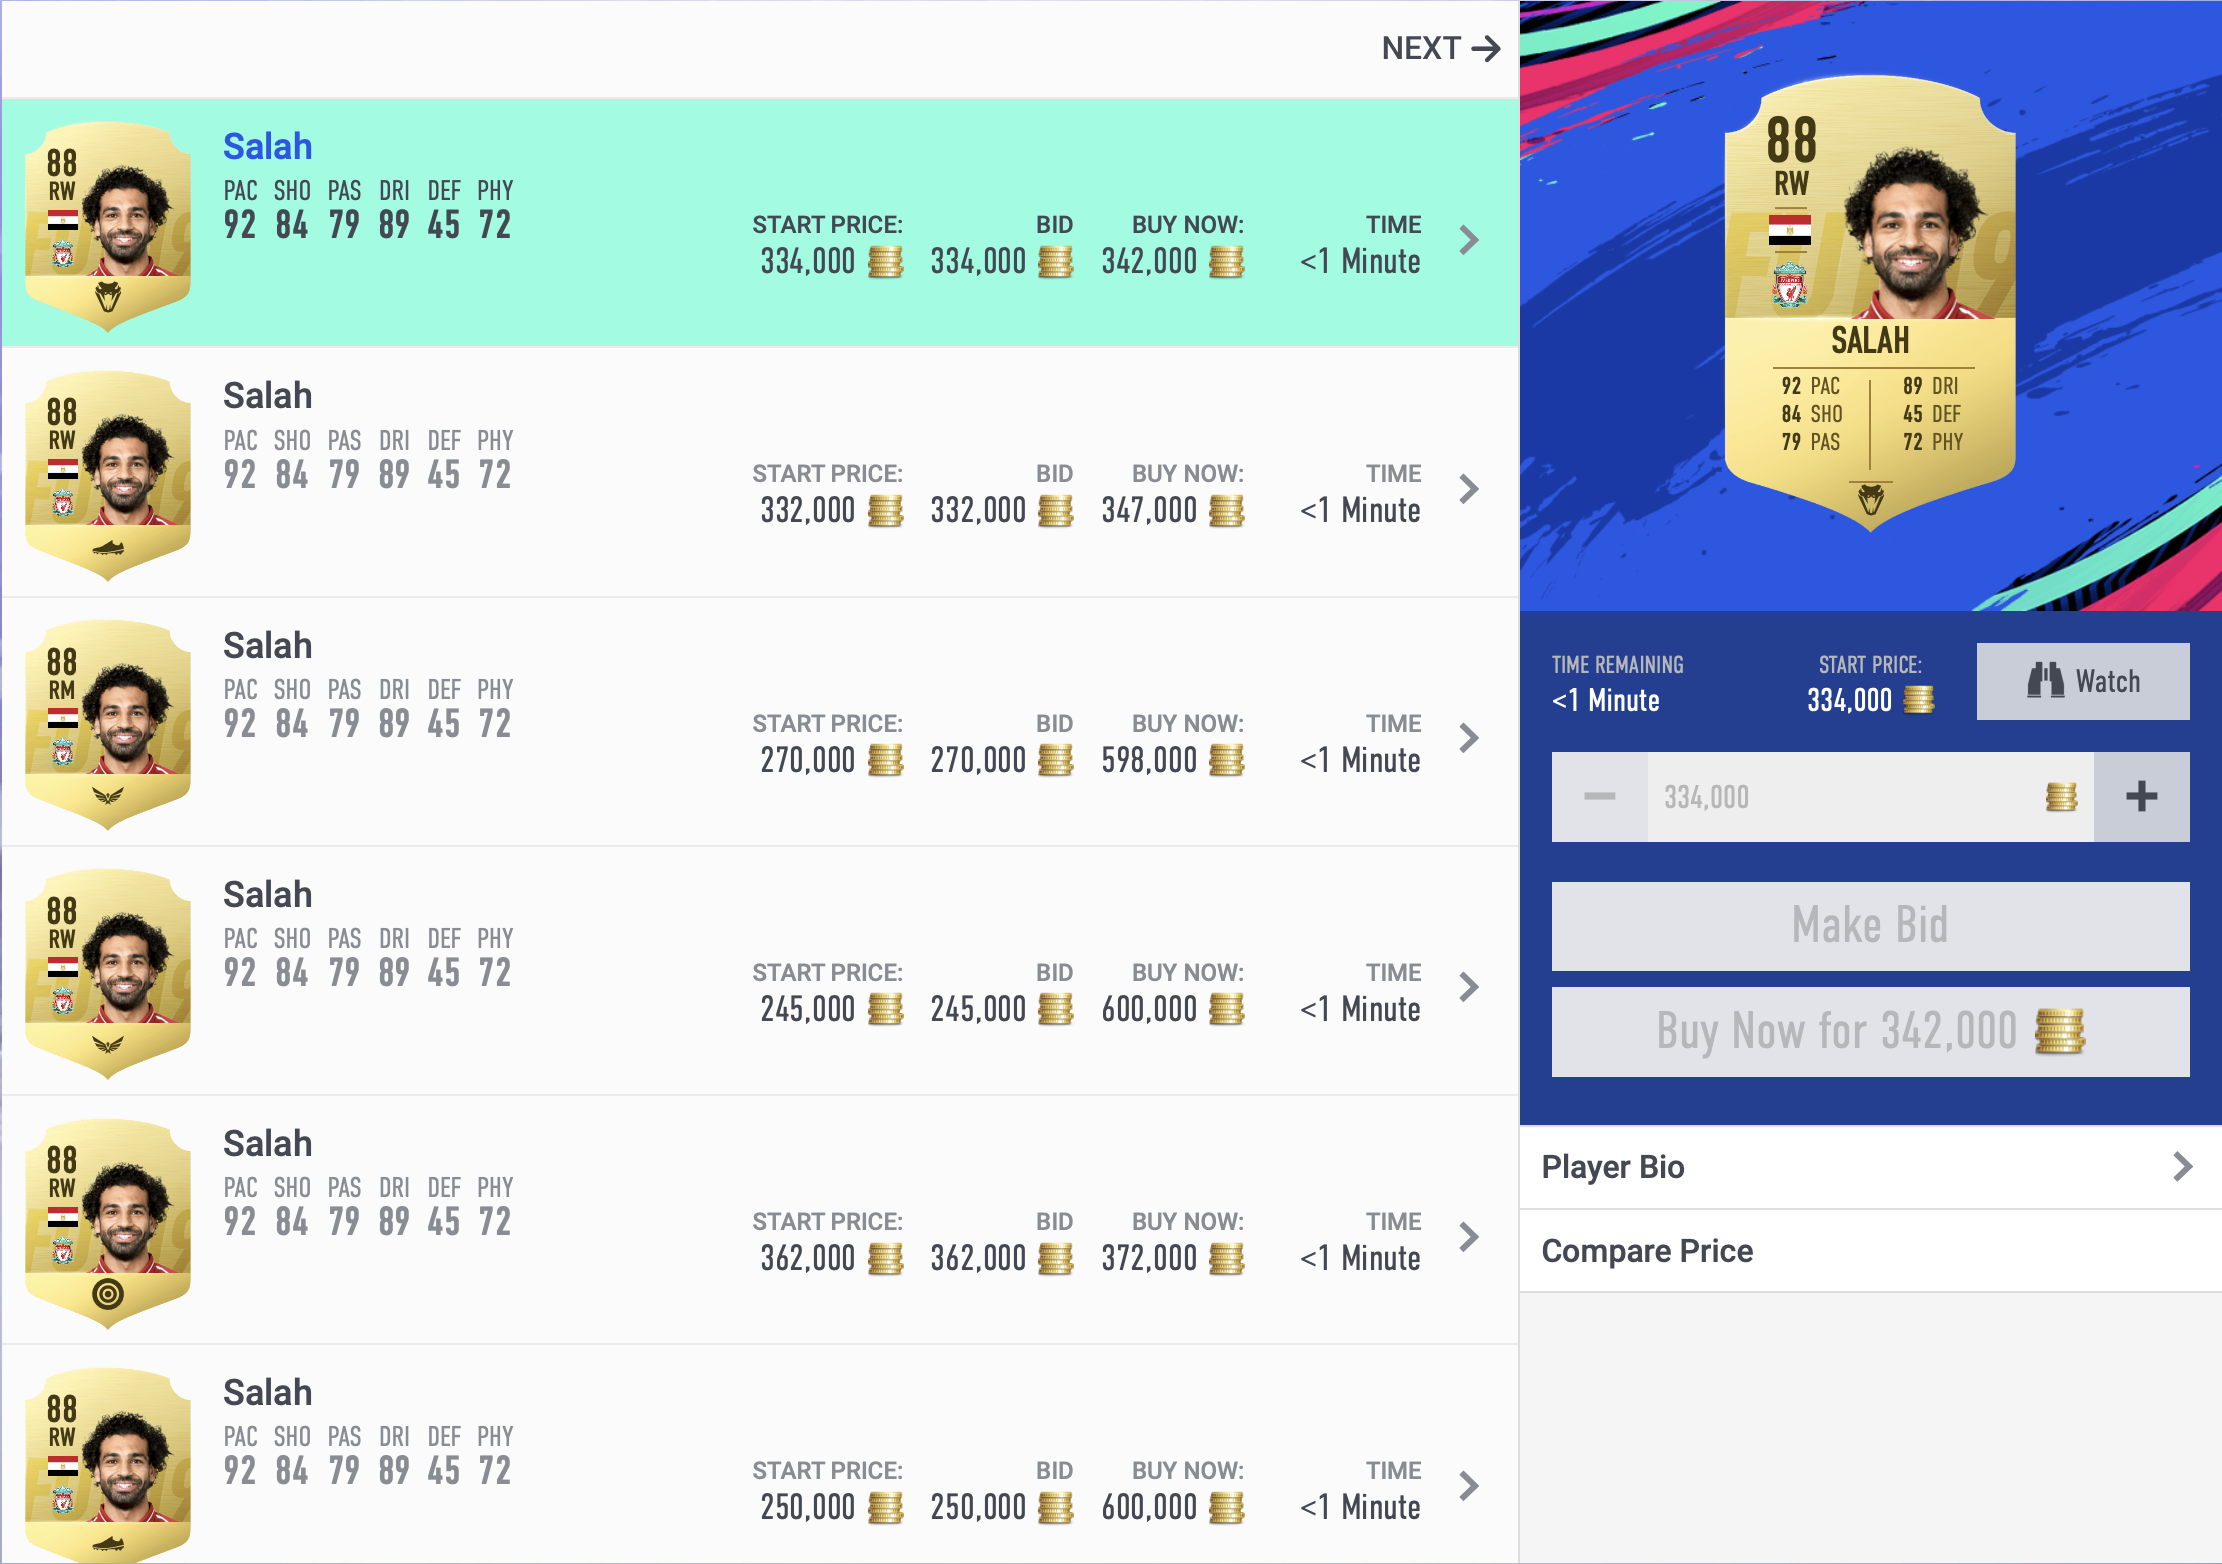 NEXT →
88
RW
Salah
PAC SHO PAS DRI DEF PHY
92 84 79 89 45 72
START PRICE: BID BUY NOW: TIME
334,000 334,000 342,000 <1 Minute
88
RW
Salah
PAC SHO PAS DRI DEF PHY
92 84 79 89 45 72
START PRICE: BID BUY NOW: TIME
332,000 332,000 347,000 <1 Minute
88
RM
Salah
PAC SHO PAS DRI DEF PHY
92 84 79 89 45 72
START PRICE: BID BUY NOW: TIME
270,000 270,000 598,000 <1 Minute
88
RW
Salah
PAC SHO PAS DRI DEF PHY
92 84 79 89 45 72
START PRICE: BID BUY NOW: TIME
245,000 245,000 600,000 <1 Minute
88
RW
Salah
PAC SHO PAS DRI DEF PHY
92 84 79 89 45 72
START PRICE: BID BUY NOW: TIME
362,000 362,000 372,000 <1 Minute
88
RW
Salah
PAC SHO PAS DRI DEF PHY
92 84 79 89 45 72
START PRICE: BID BUY NOW: TIME
250,000 250,000 600,000 <1 Minute
88
RW
SALAH
92 PAC 89 DRI
84 SHO 45 DEF
79 PAS 72 PHY
TIME REMAINING START PRICE:
<1 Minute 334,000 Watch
334,000
Make Bid
Buy Now for 342,000
Player Bio
Compare Price